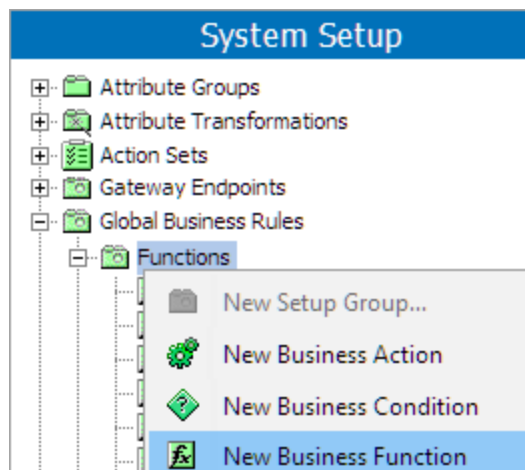 System Setup
Attribute Groups
Attribute Transformations
Action Sets
Gateway Endpoints
Global Business Rules
Functions
New Setup Group...
New Business Action
New Business Condition
New Business Function